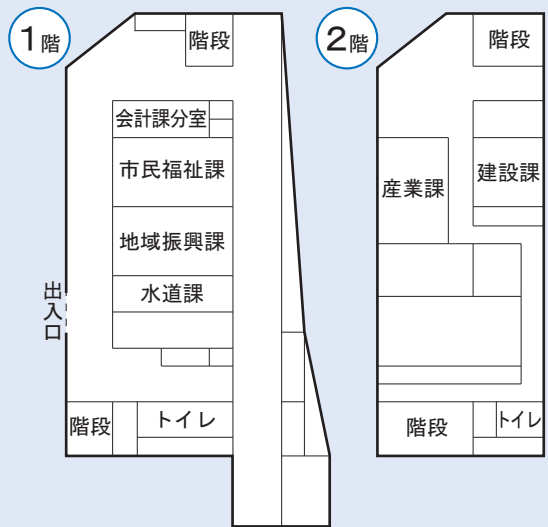 1階
階段
会計課分室
市民福祉課
地域振興課
水道課
出入口
階段
トイレ
2階
階段
産業課
建設課
階段
トイレ